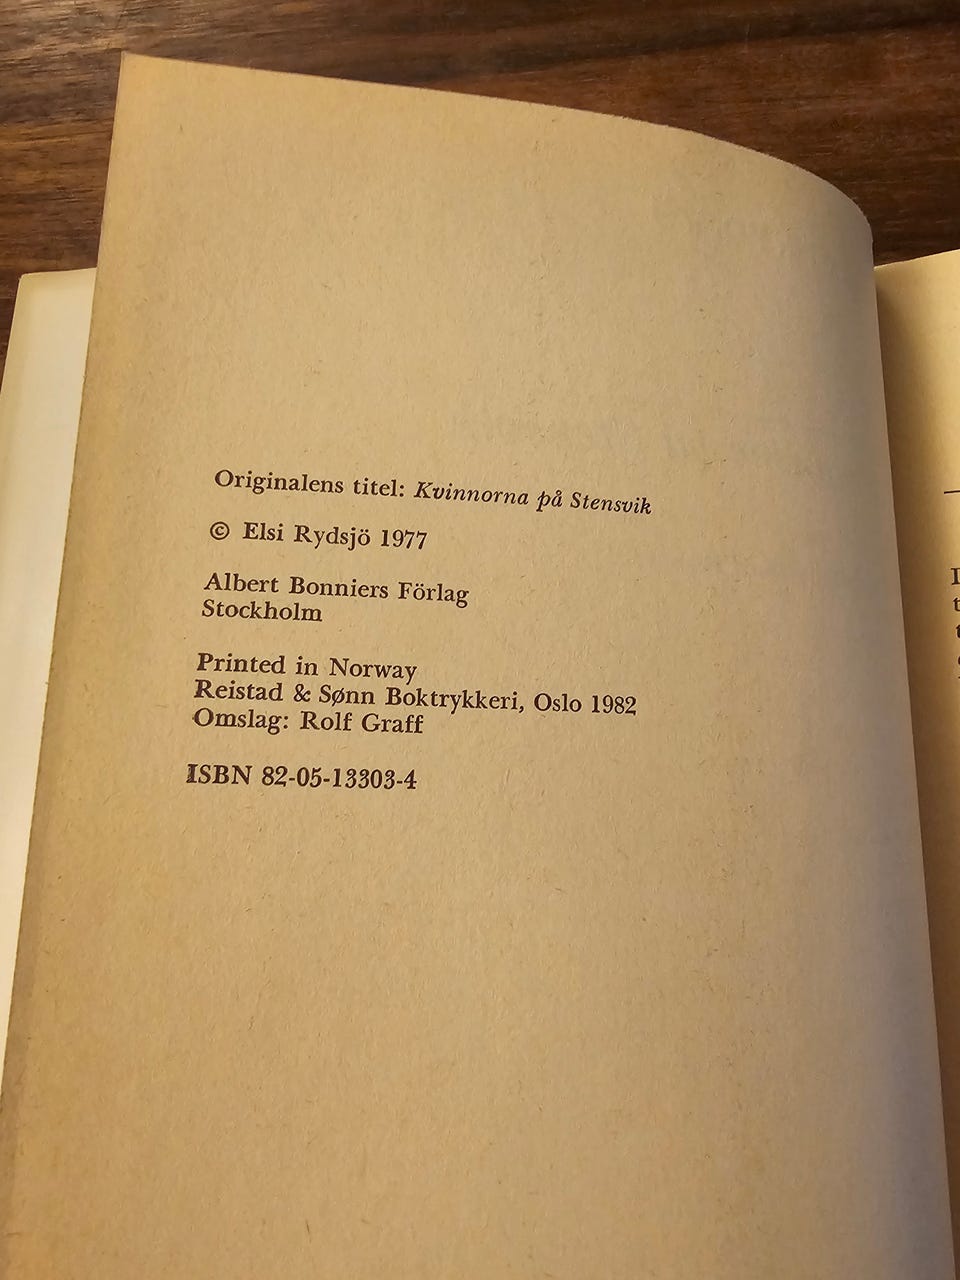 Originalens titel: Kvinnorna på Stensvik
© Elsi Rydsjö 1977
Albert Bonniers Förlag
Stockholm
Printed in Norway
Reistad & Sønn Boktrykkeri, Oslo 1982
Omslag: Rolf Graff
ISBN 82-05-13303-4